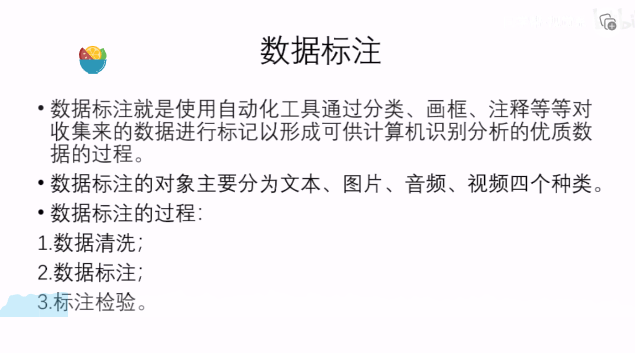 数据标注
• 数据标注就是使用自动化工具通过分类、画框、注释等等对
收集来的数据进行标记以形成可供计算机识别分析的优质数
据的过程。
• 数据标注的对象主要分为文本、图片、音频、视频四个种类。
• 数据标注的过程：
1.数据清洗；
2.数据标注；
3.标注检验。